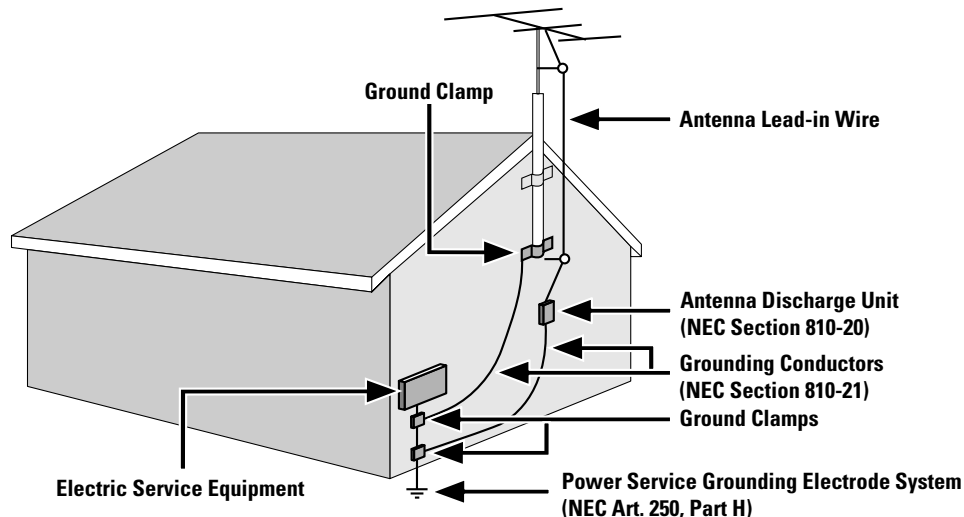 Ground Clamp
Antenna Lead-in Wire
Antenna Discharge Unit
(NEC Section 810-20)
Grounding Conductors
(NEC Section 810-21)
Ground Clamps
Electric Service Equipment
Power Service Grounding Electrode System
(NEC Art. 250, Part H)